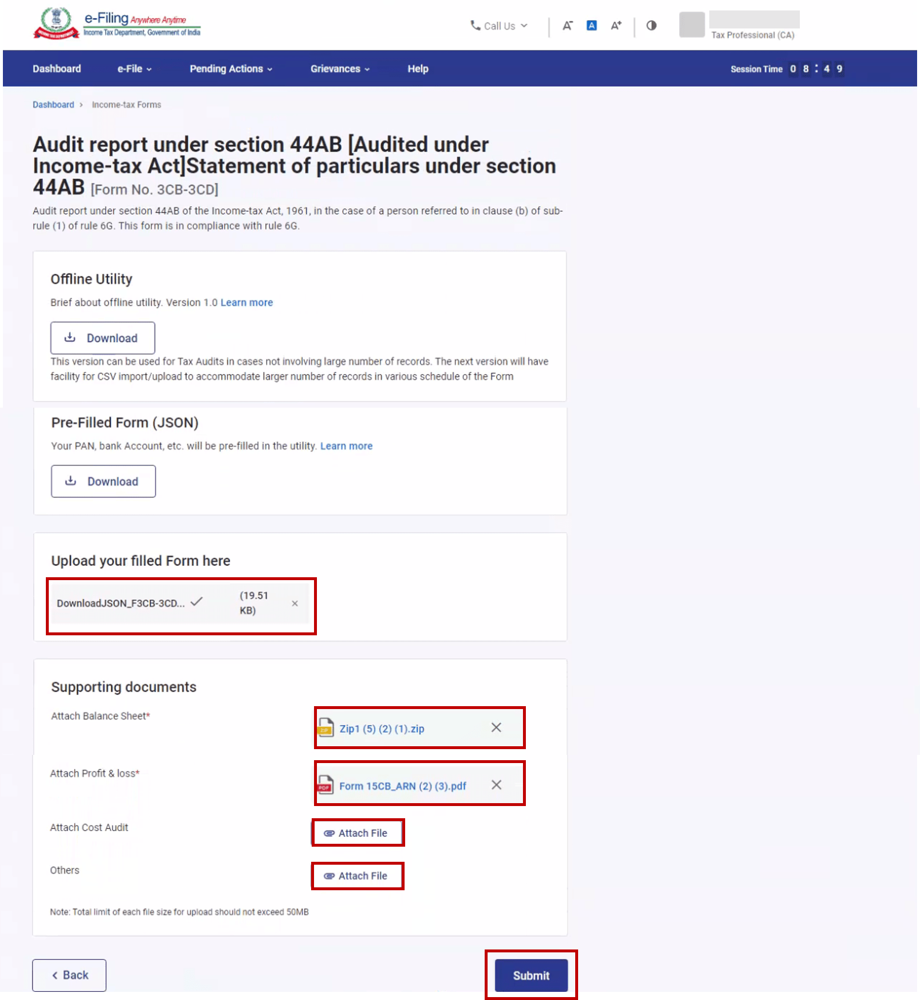 e-Filing Anywhere Anytime
Income Tax Department, Government of India
Call Us
A-
A
A+
Tax Professional (CA)
Dashboard
e-File
Pending Actions
Grievances
Help
Session Time 0 8 : 4 9
Dashboard > Income-tax Forms
Audit report under section 44AB [Audited under
Income-tax Act]Statement of particulars under section
44AB [Form No. 3CB-3CD]
Audit report under section 44AB of the Income-tax Act, 1961, in the case of a person referred to in clause (b) of sub-
rule (1) of rule 6G. This form is in compliance with rule 6G.
Offline Utility
Brief about offline utility. Version 1.0 Learn more
Download
This version can be used for Tax Audits in cases not involving large number of records. The next version will have
facility for CSV import/upload to accommodate larger number of records in various schedule of the Form
Pre-Filled Form (JSON)
Your PAN, bank Account, etc. will be pre-filled in the utility. Learn more
Download
Upload your filled Form here
DownloadJSON_F3CB-3CD...
(19.51
KB)
Supporting documents
Attach Balance Sheet*
ZIP
Zip1 (5) (2) (1).zip
Attach Profit & loss*
PDF
Form 15CB_ARN (2) (3).pdf
Attach Cost Audit
Attach File
Others
Attach File
Note: Total limit of each file size for upload should not exceed 50MB
< Back
Submit